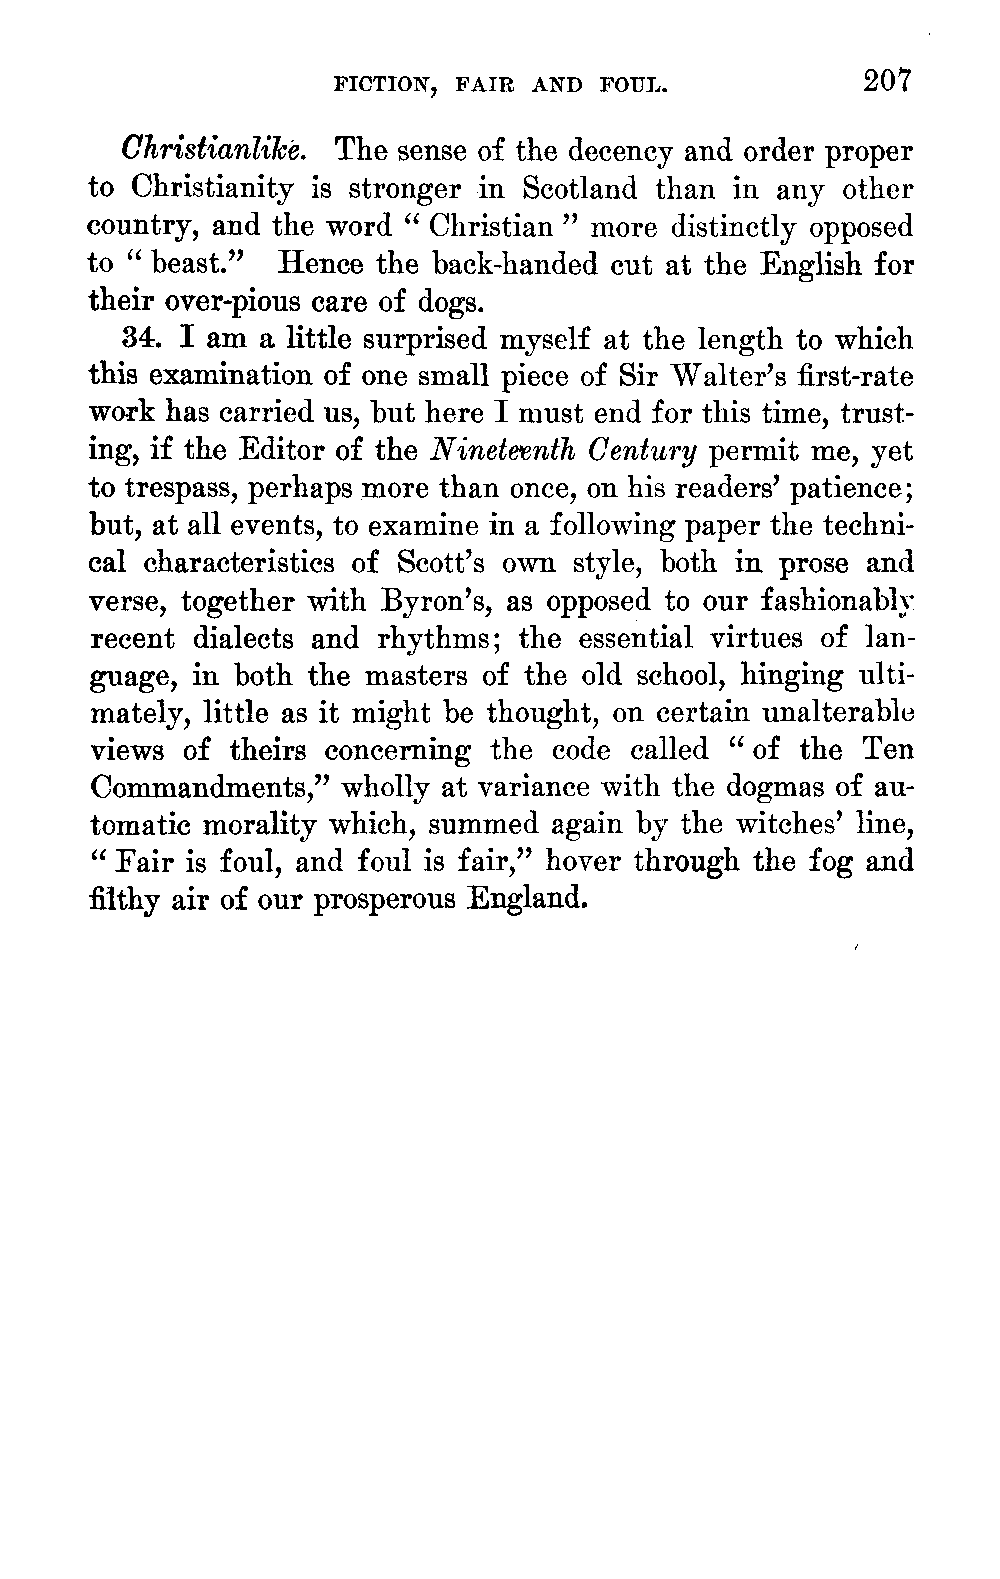 FICTION, FAIR AND FOUL. 207
Christianlike. The sense of the decency and order proper
to Christianity is stronger in Scotland than in any other
country, and the word “ Christian ” more distinctly opposed
to “ beast.” Hence the back-handed cut at the English for
their over-pious care of dogs.
34. I am a little surprised myself at the length to which
this examination of one small piece of Sir Walter’s first-rate
work has carried us, but here I must end for this time, trust-
ing, if the Editor of the Nineteenth Century permit me, yet
to trespass, perhaps more than once, on his readers’ patience;
but, at all events, to examine in a following paper the techni-
cal characteristics of Scott’s own style, both in prose and
verse, together with Byron’s, as opposed to our fashionably
recent dialects and rhythms; the essential virtues of lan-
guage, in both the masters of the old school, hinging ulti-
mately, little as it might be thought, on certain unalterable
views of theirs concerning the code called “ of the Ten
Commandments,” wholly at variance with the dogmas of au-
tomatic morality which, summed again by the witches’ line,
“ Fair is foul, and foul is fair,” hover through the fog and
filthy air of our prosperous England.